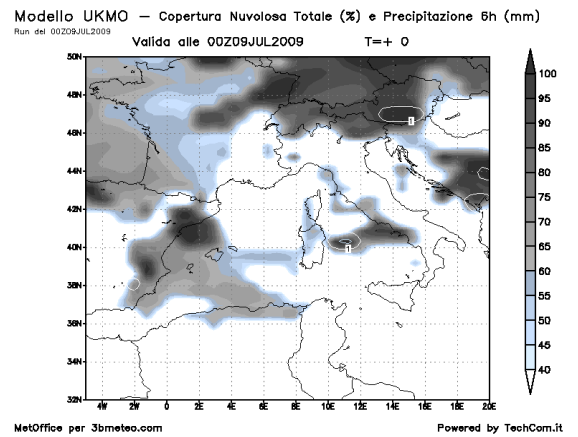 Modello UKMO — Copertura Nuvolosa Totale (%) e Precipitazione 6h (mm)
Run del 00Z09JUL2009
Valida alle 00Z09JUL2009 T=+ 0
50N
48N
46N
44N
42N
40N
38N
36N
34N
32N
4W 2W 0 2E 4E 6E 8E 10E 12E 14E 16E 18E 20E
100
95
90
85
80
75
70
65
60
55
50
45
40
1
1
MetOffice per 3bmeteo.com Powered by TechCom.it